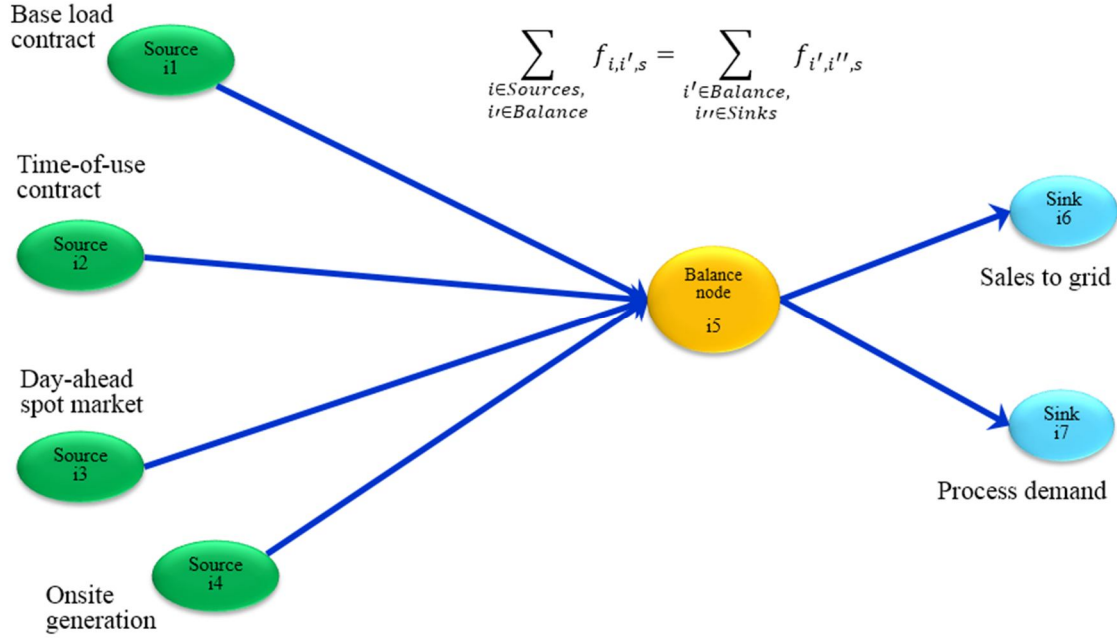 Base load
contract
Source
i1
∑ f_{i,i′,s} = ∑ f_{i′,i′′,s}
i∈Sources,
i′∈Balance
i′∈Balance,
i′′∈Sinks
Time-of-use
contract
Source
i2
Sink
i6
Sales to grid
Balance
node
i5
Day-ahead
spot market
Source
i3
Sink
i7
Process demand
Source
i4
Onsite
generation